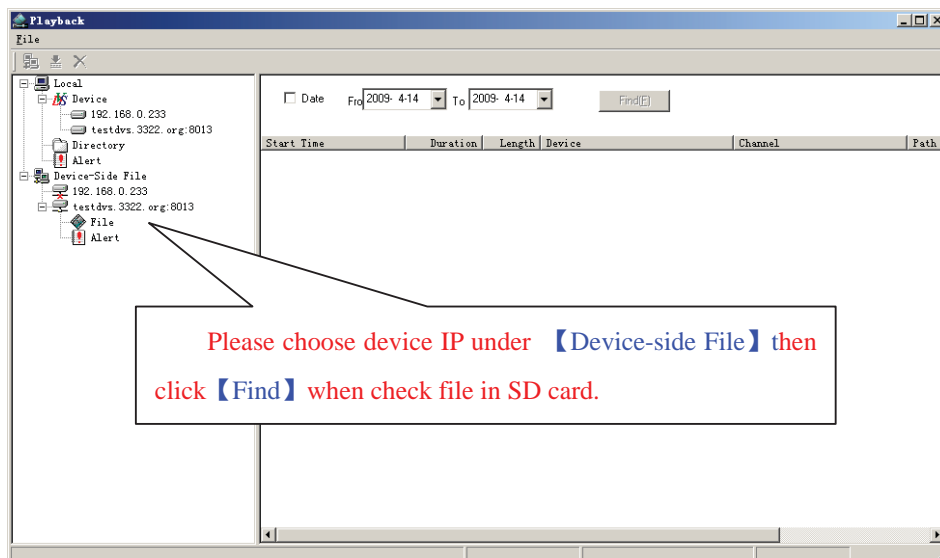 Playback
File
Local
Device
192.168.0.233
testdvs.3322.org:8013
Directory
Alert
Device-Side File
192.168.0.233
testdvs.3322.org:8013
File
Alert
Date Fro 2009- 4-14 To 2009- 4-14 Find(F)
Start Time Duration Length Device Channel Path
Please choose device IP under 【Device-side File】 then
click【Find】when check file in SD card.